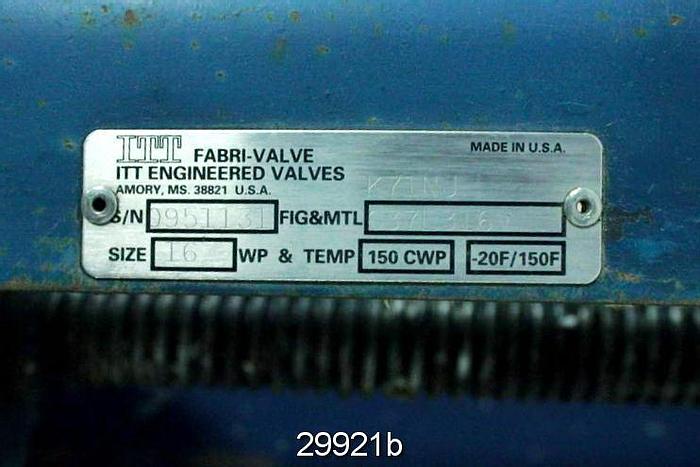 ITT FABRI-VALVE MADE IN U.S.A.
ITT ENGINEERED VALVES
AMORY, MS. 38821 U.S.A.
S/N D951131 FIG&MTL
SIZE 16 WP & TEMP 150 CWP -20F/150F
29921b